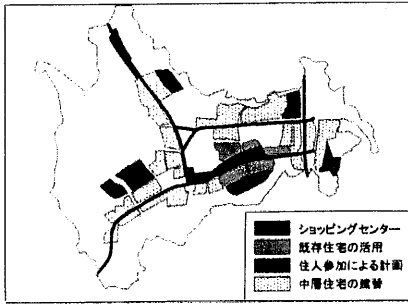 ショッピングセンター
既存住宅の活用
住人参加による計画
中層住宅の建替